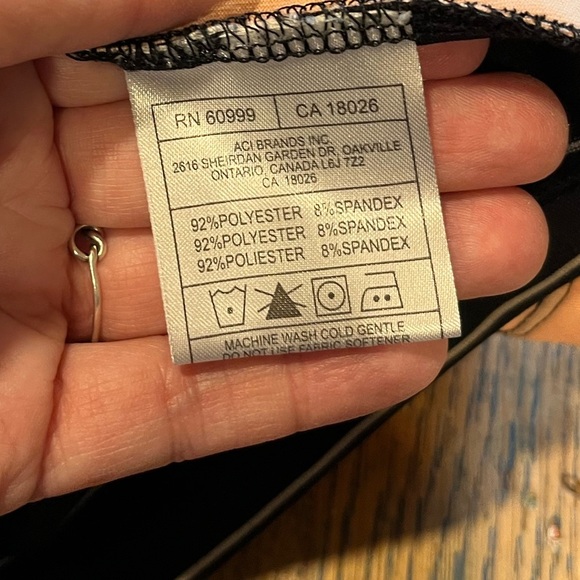 RN 60999 CA 18026
ACI BRANDS INC
2616 SHEIRDAN GARDEN DR, OAKVILLE
ONTARIO, CANADA L6J 7Z2
CA 18026
92%POLYESTER 8%SPANDEX
92%POLYESTER 8%SPANDEX
92%POLIESTER 8%SPANDEX
MACHINE WASH COLD GENTLE
DO NOT USE FABRIC SOFTENER